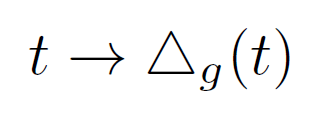 t → △_g(t)